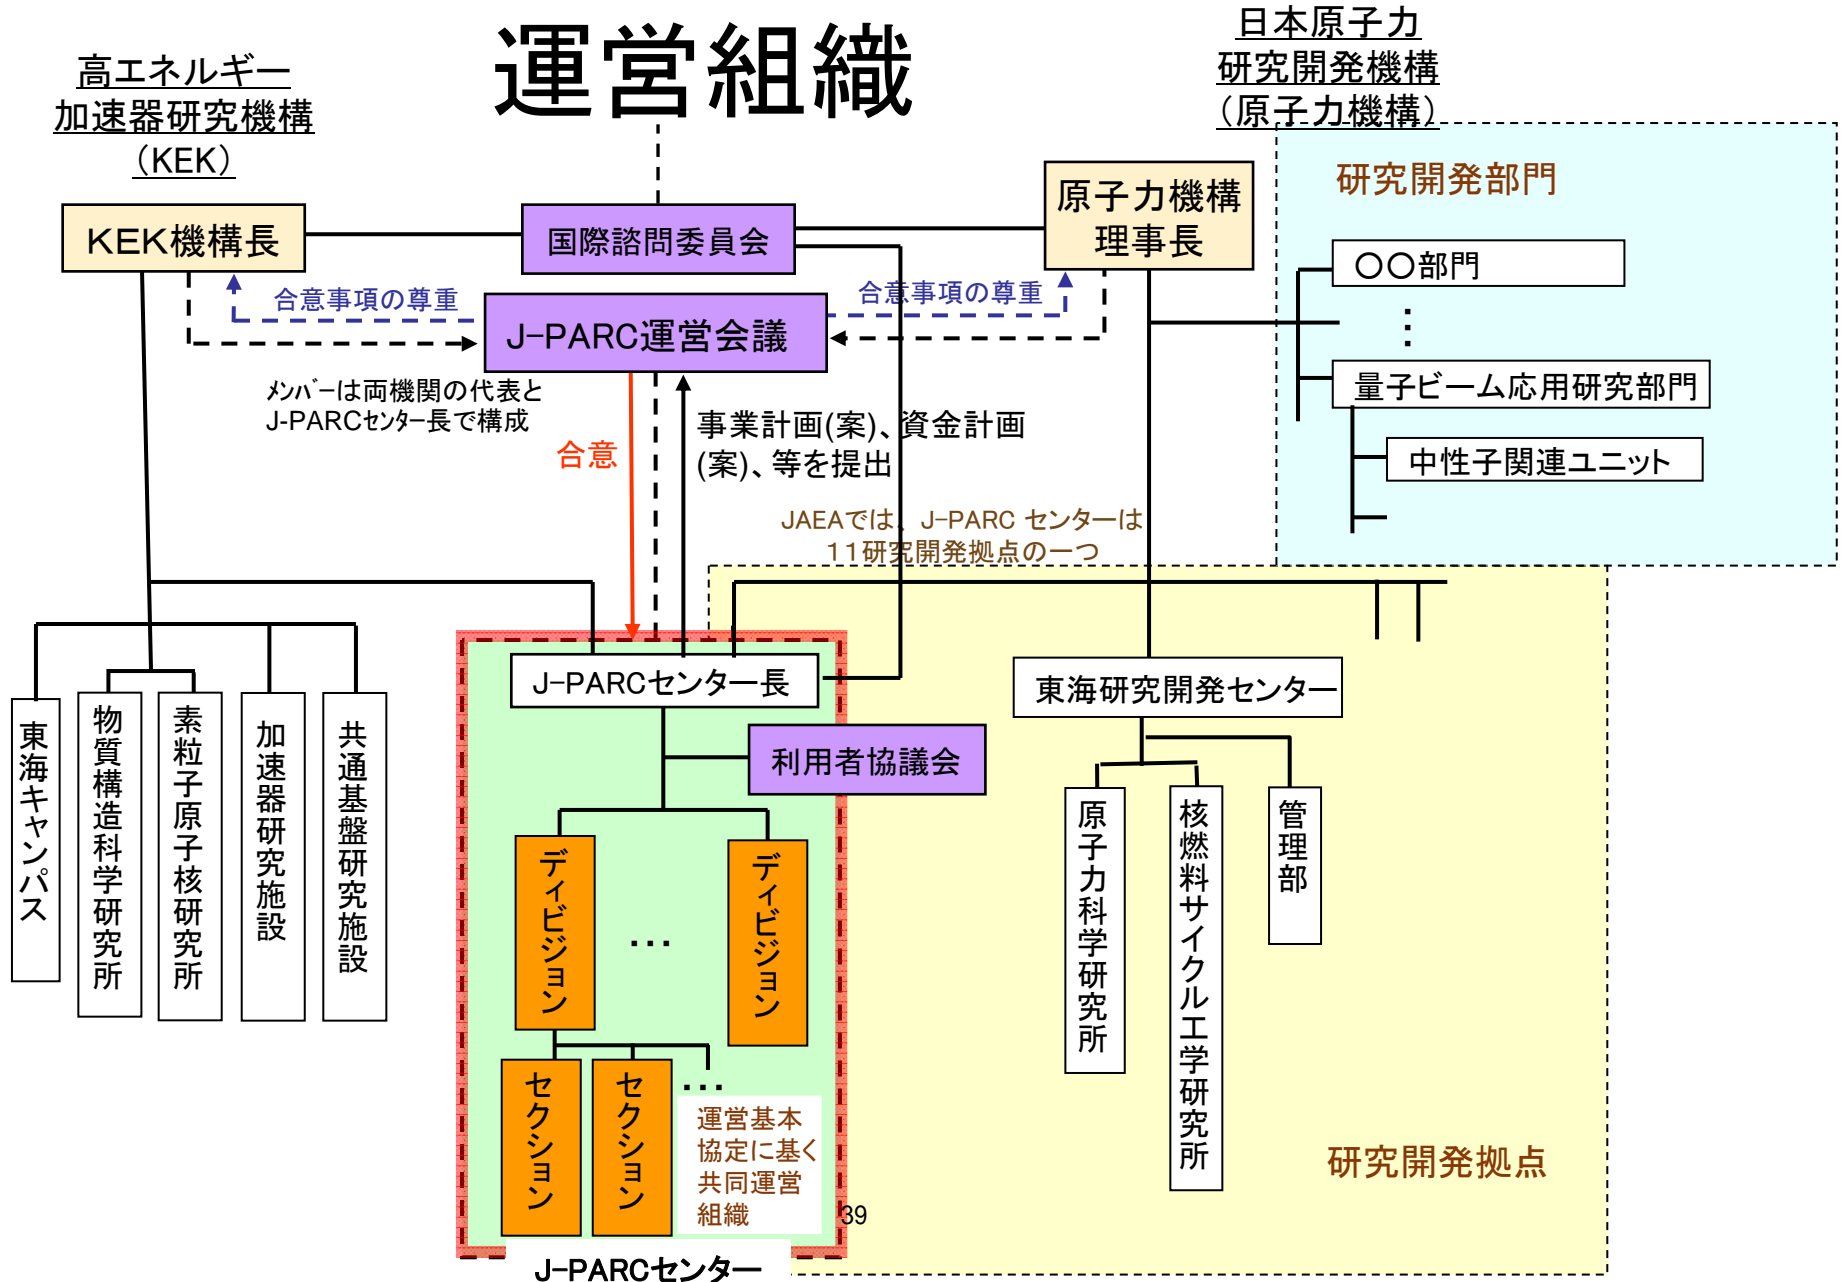 運営組織
高エネルギー
加速器研究機構
（KEK）
日本原子力
研究開発機構
（原子力機構）
研究開発部門
KEK機構長
国際諮問委員会
原子力機構
理事長
○○部門
⋮
合意事項の尊重
合意事項の尊重
J-PARC運営会議
量子ビーム応用研究部門
中性子関連ユニット
メンバーは両機関の代表と
J-PARCセンター長で構成
合意
事業計画(案)、資金計画
(案)、等を提出
JAEAでは、J-PARC センターは
11研究開発拠点の一つ
J-PARCセンター長
東海研究開発センター
利用者協議会
東海キャンパス
物質構造科学研究所
素粒子原子核研究所
加速器研究施設
共通基盤研究施設
ディビジョン
…
ディビジョン
原子力科学研究所
核燃料サイクル工学研究所
管理部
セクション
セクション
…
運営基本
協定に基く
共同運営
組織
研究開発拠点
39
J-PARCセンター